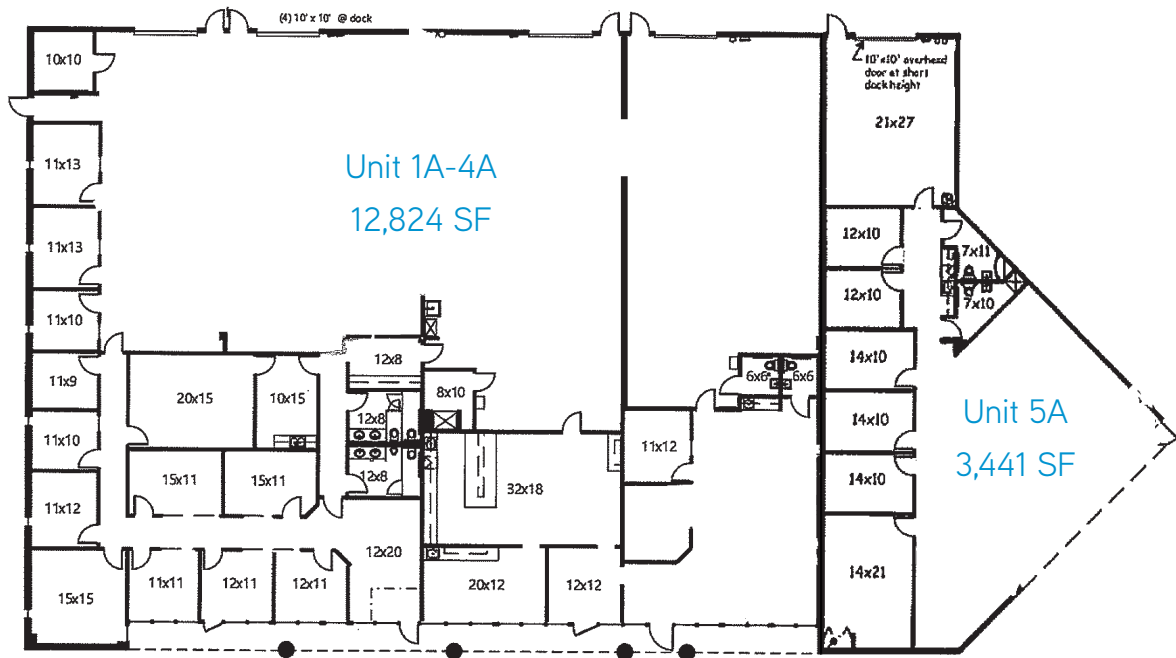 (4) 10' x 10' @ dock
10x10
10'x10' overhead
door at short
dock height
21x27
11x13
Unit 1A-4A
12,824 SF
11x13
12x10
7x11
11x10
12x10
7x10
12x8
14x10
11x9
20x15
10x15
8x10
6x6
6x6
12x8
14x10
Unit 5A
3,441 SF
11x10
11x12
15x11
15x11
12x8
32x18
14x10
11x12
12x20
15x15
11x11
12x11
12x11
20x12
12x12
14x21